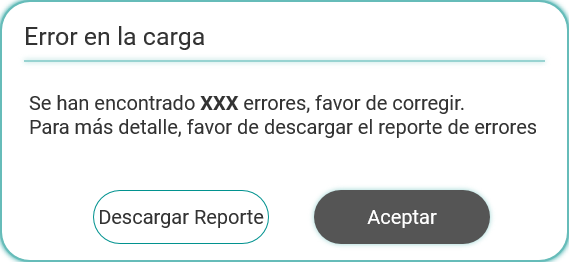 Error en la carga
Se han encontrado XXX errores, favor de corregir.
Para más detalle, favor de descargar el reporte de errores
Descargar Reporte
Aceptar